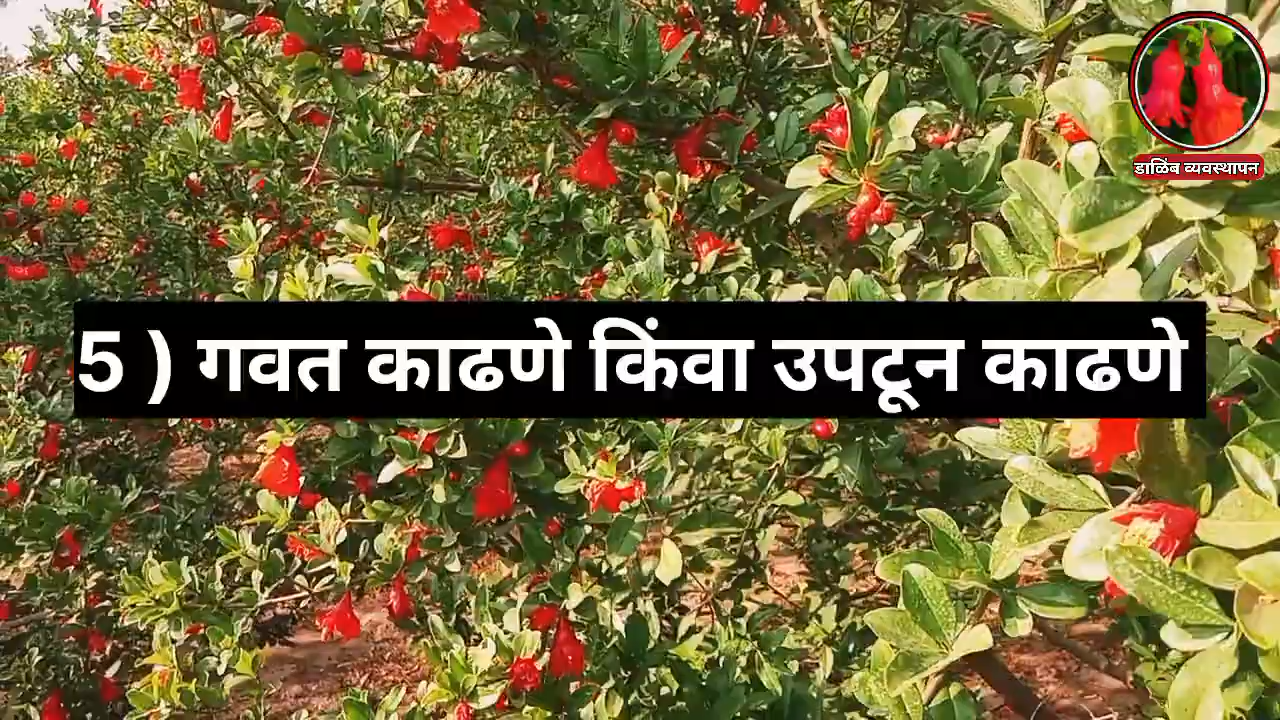 डाळिंब व्यवस्थापन
5 ) गवत काढणे किंवा उपटून काढणे